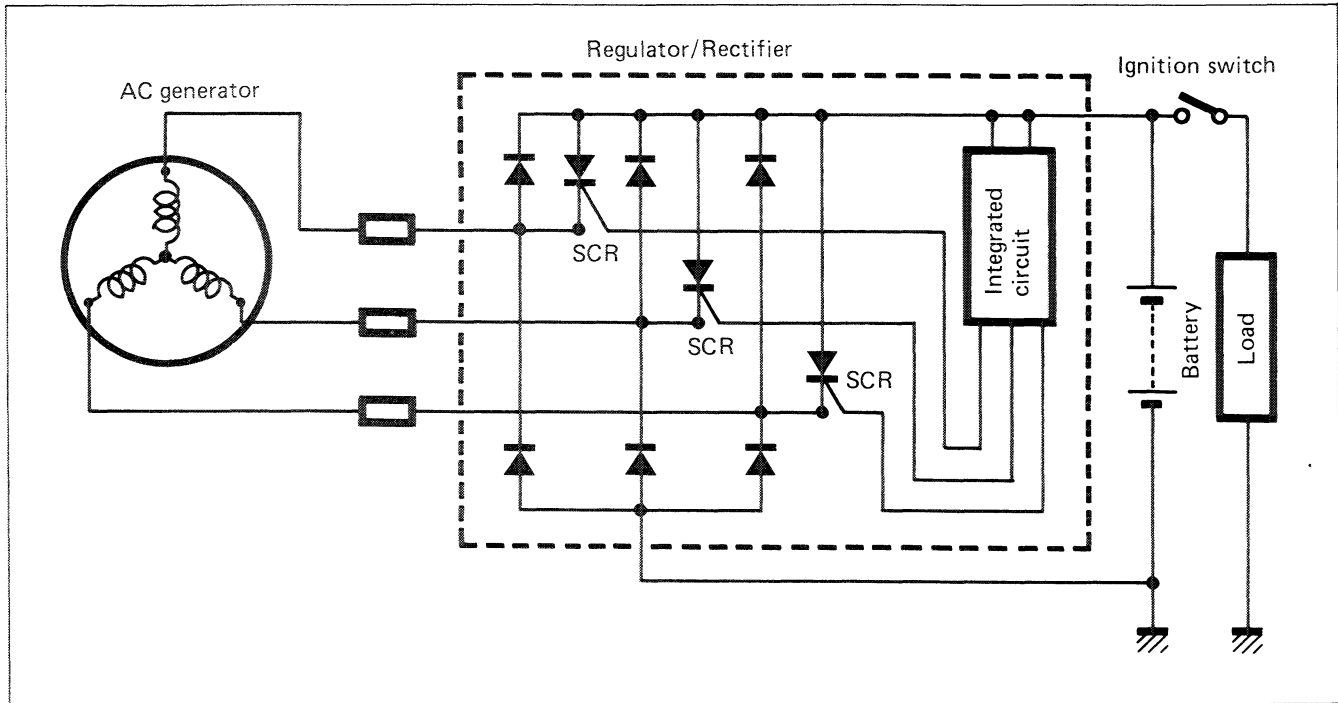 Regulator/Rectifier
Ignition switch
AC generator
SCR
SCR
SCR
Integrated
circuit
Battery
Load